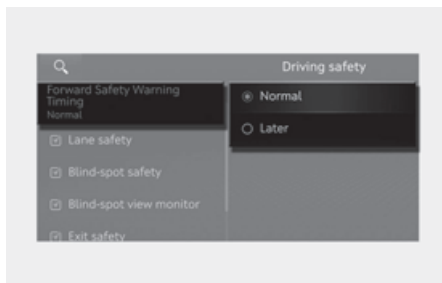 Driving safety
Forward Safety Warning
Timing
Normal
Lane safety
Blind-spot safety
Blind-spot view monitor
Exit safety
Normal
Later